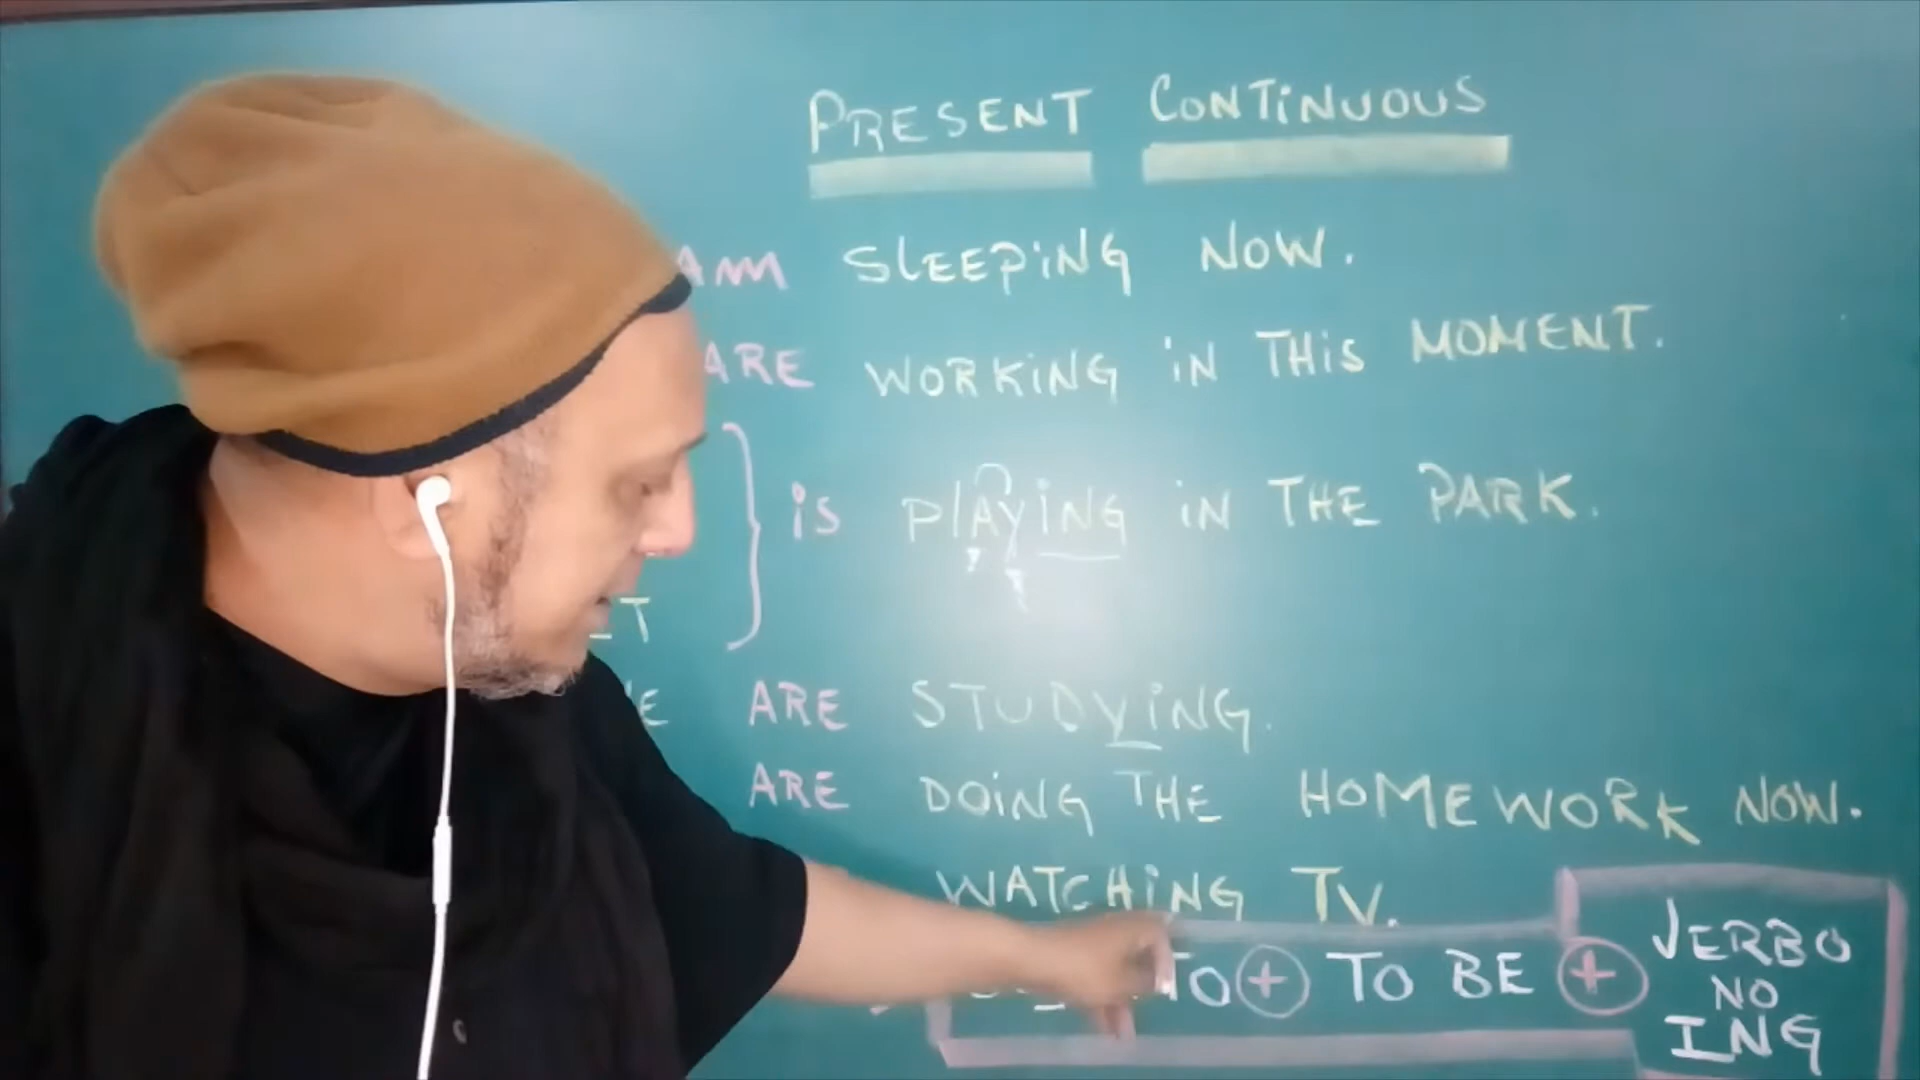 PRESENT CONTINUOUS
AM SLEEPING NOW.
ARE WORKING IN THIS MOMENT.
IS PLAYING IN THE PARK.
IT
ARE STUDYING.
ARE DOING THE HOMEWORK NOW.
WATCHING TV.
+ TO BE + VERBO NO ING